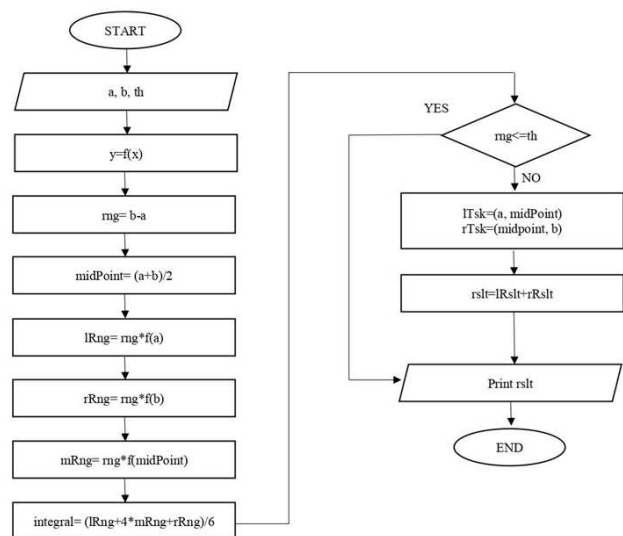 START
a, b, th
y=f(x)
rng= b-a
midPoint= (a+b)/2
lRng= rng*f(a)
rRng= rng*f(b)
mRng= rng*f(midPoint)
integral= (lRng+4*mRng+rRng)/6
YES
rng<=th
NO
lTsk=(a, midPoint)
rTsk=(midpoint, b)
rslt=lRslt+rRslt
Print rslt
END